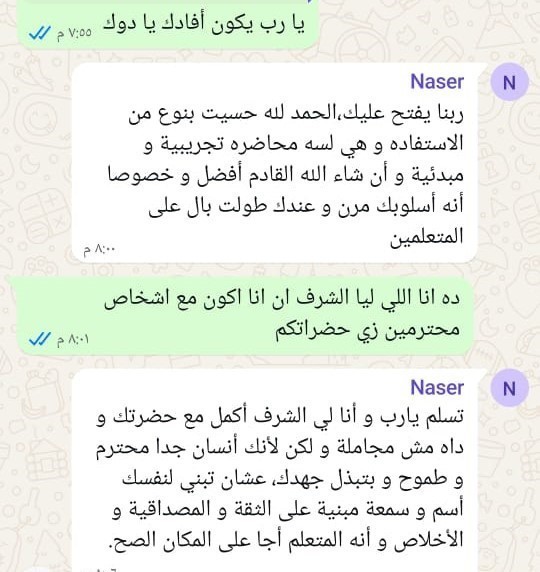 يا رب يكون أفادك يا دوك
٧:٥٥ م
Naser
N
ربنا يفتح عليك،الحمد لله حسيت بنوع من
الاستفاده و هي لسه محاضره تجريبية و
مبدئية و أن شاء الله القادم أفضل و خصوصا
أنه أسلوبك مرن و عندك طولت بال على
المتعلمين
٨:٠٠ م
ده انا اللي ليا الشرف ان انا اكون مع اشخاص
محترمين زي حضراتكم
٨:٠١ م
Naser
N
تسلم يارب و أنا لي الشرف أكمل مع حضرتك و
داه مش مجاملة و لكن لأنك أنسان جدا محترم
و طموح و بتبذل جهدك، عشان تبني لنفسك
أسم و سمعة مبنية على الثقة و المصداقية و
الأخلاص و أنه المتعلم أجا على المكان الصح.